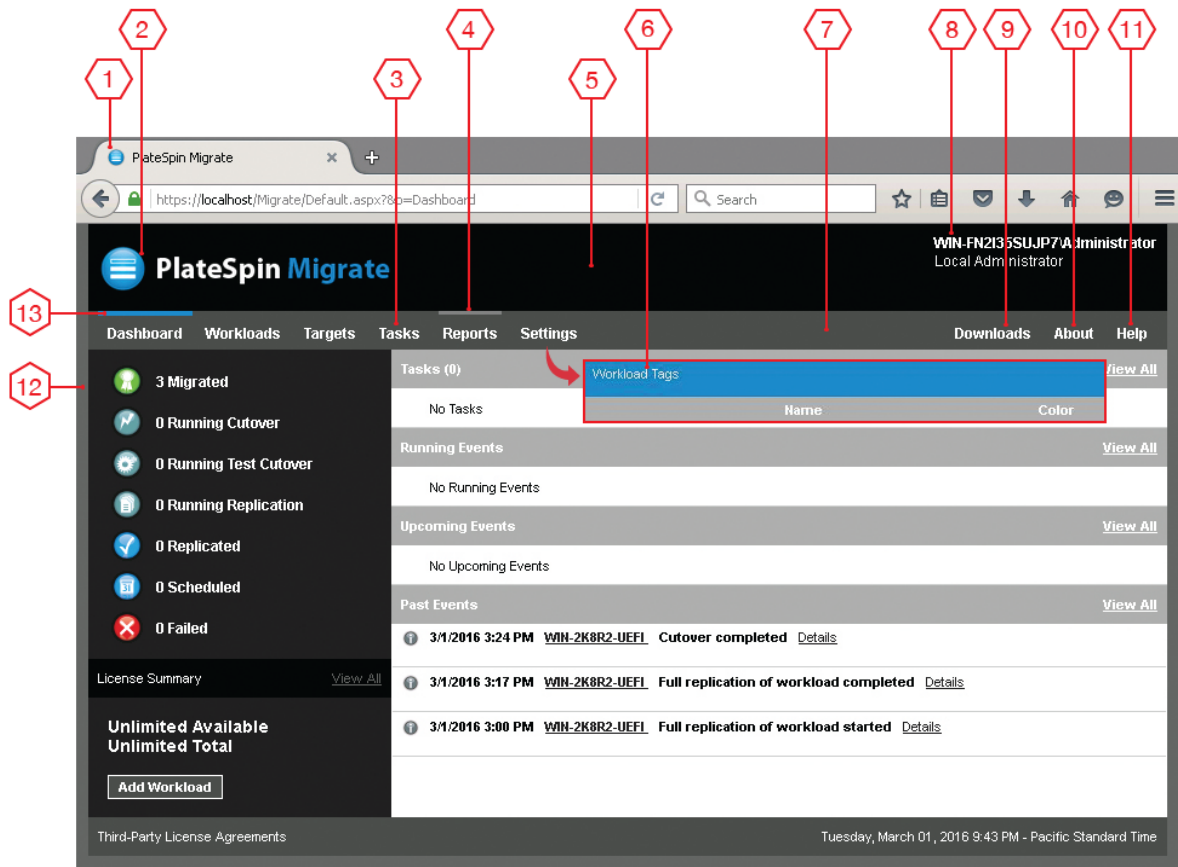 2
4
6
7
8
9
10
11
1
3
5
PlateSpin Migrate
https://localhost/Migrate/Default.aspx?&p=Dashboard
Search
PlateSpin Migrate
WIN-FN2I35SUJP7\Administrator
Local Administrator
13
Dashboard Workloads Targets Tasks Reports Settings Downloads About Help
12
3 Migrated
0 Running Cutover
0 Running Test Cutover
0 Running Replication
0 Replicated
31
0 Scheduled
0 Failed
License Summary View All
Unlimited Available
Unlimited Total
Add Workload
Tasks (0) View All
Workload Tags
Name Color
No Tasks
Running Events View All
No Running Events
Upcoming Events View All
No Upcoming Events
Past Events View All
3/1/2016 3:24 PM WIN-2K8R2-UEFI Cutover completed Details
3/1/2016 3:17 PM WIN-2K8R2-UEFI Full replication of workload completed Details
3/1/2016 3:00 PM WIN-2K8R2-UEFI Full replication of workload started Details
Third-Party License Agreements Tuesday, March 01, 2016 9:43 PM - Pacific Standard Time